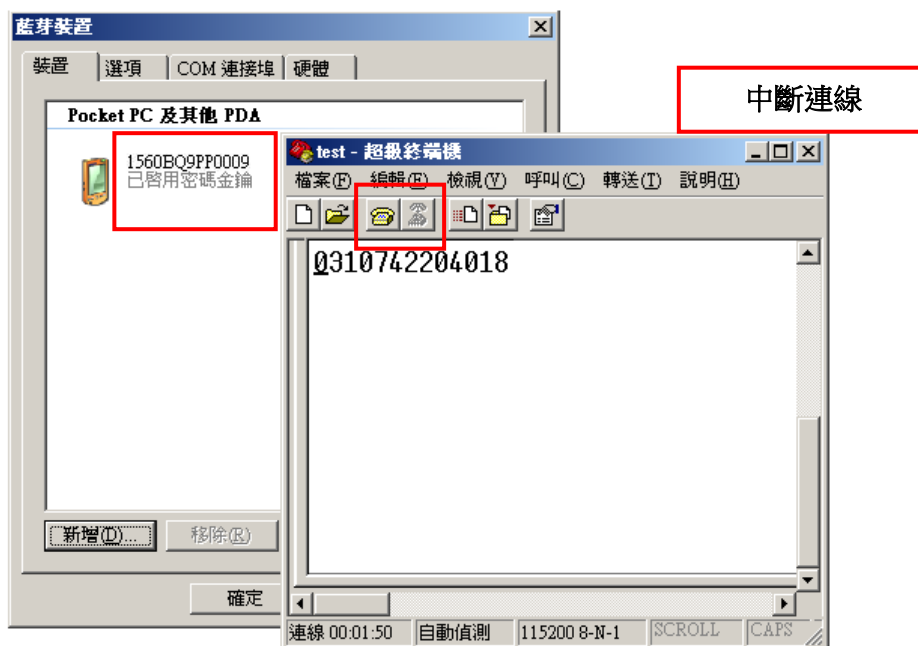 藍芽裝置
裝置 選項 COM 連接埠 硬體
Pocket PC 及其他 PDA
1560BQ9PP0009
已啓用密碼金鑰
新增(D)... 移除(R)
確定
中斷連線
test - 超級終端機
檔案(F) 編輯(E) 檢視(V) 呼叫(C) 轉送(T) 說明(H)
0310742204018
連線 00:01:50 自動偵測 115200 8-N-1 SCROLL CAPS